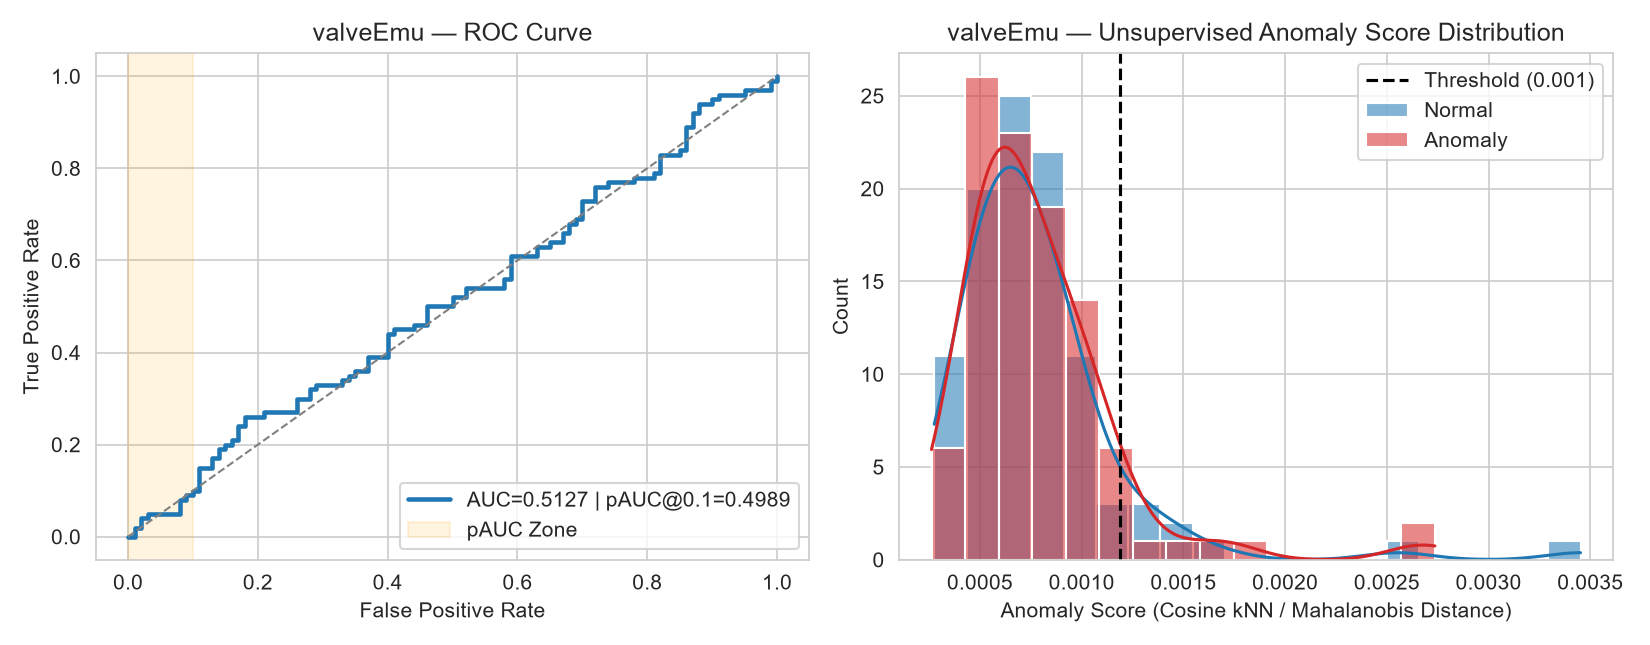 valveEmu — ROC Curve
True Positive Rate
1.0
0.8
0.6
0.4
0.2
0.0
0.0 0.2 0.4 0.6 0.8 1.0
False Positive Rate
AUC=0.5127 | pAUC@0.1=0.4989
pAUC Zone
valveEmu — Unsupervised Anomaly Score Distribution
Count
25
20
15
10
5
0
0.0005 0.0010 0.0015 0.0020 0.0025 0.0030 0.0035
Anomaly Score (Cosine kNN / Mahalanobis Distance)
Threshold (0.001)
Normal
Anomaly